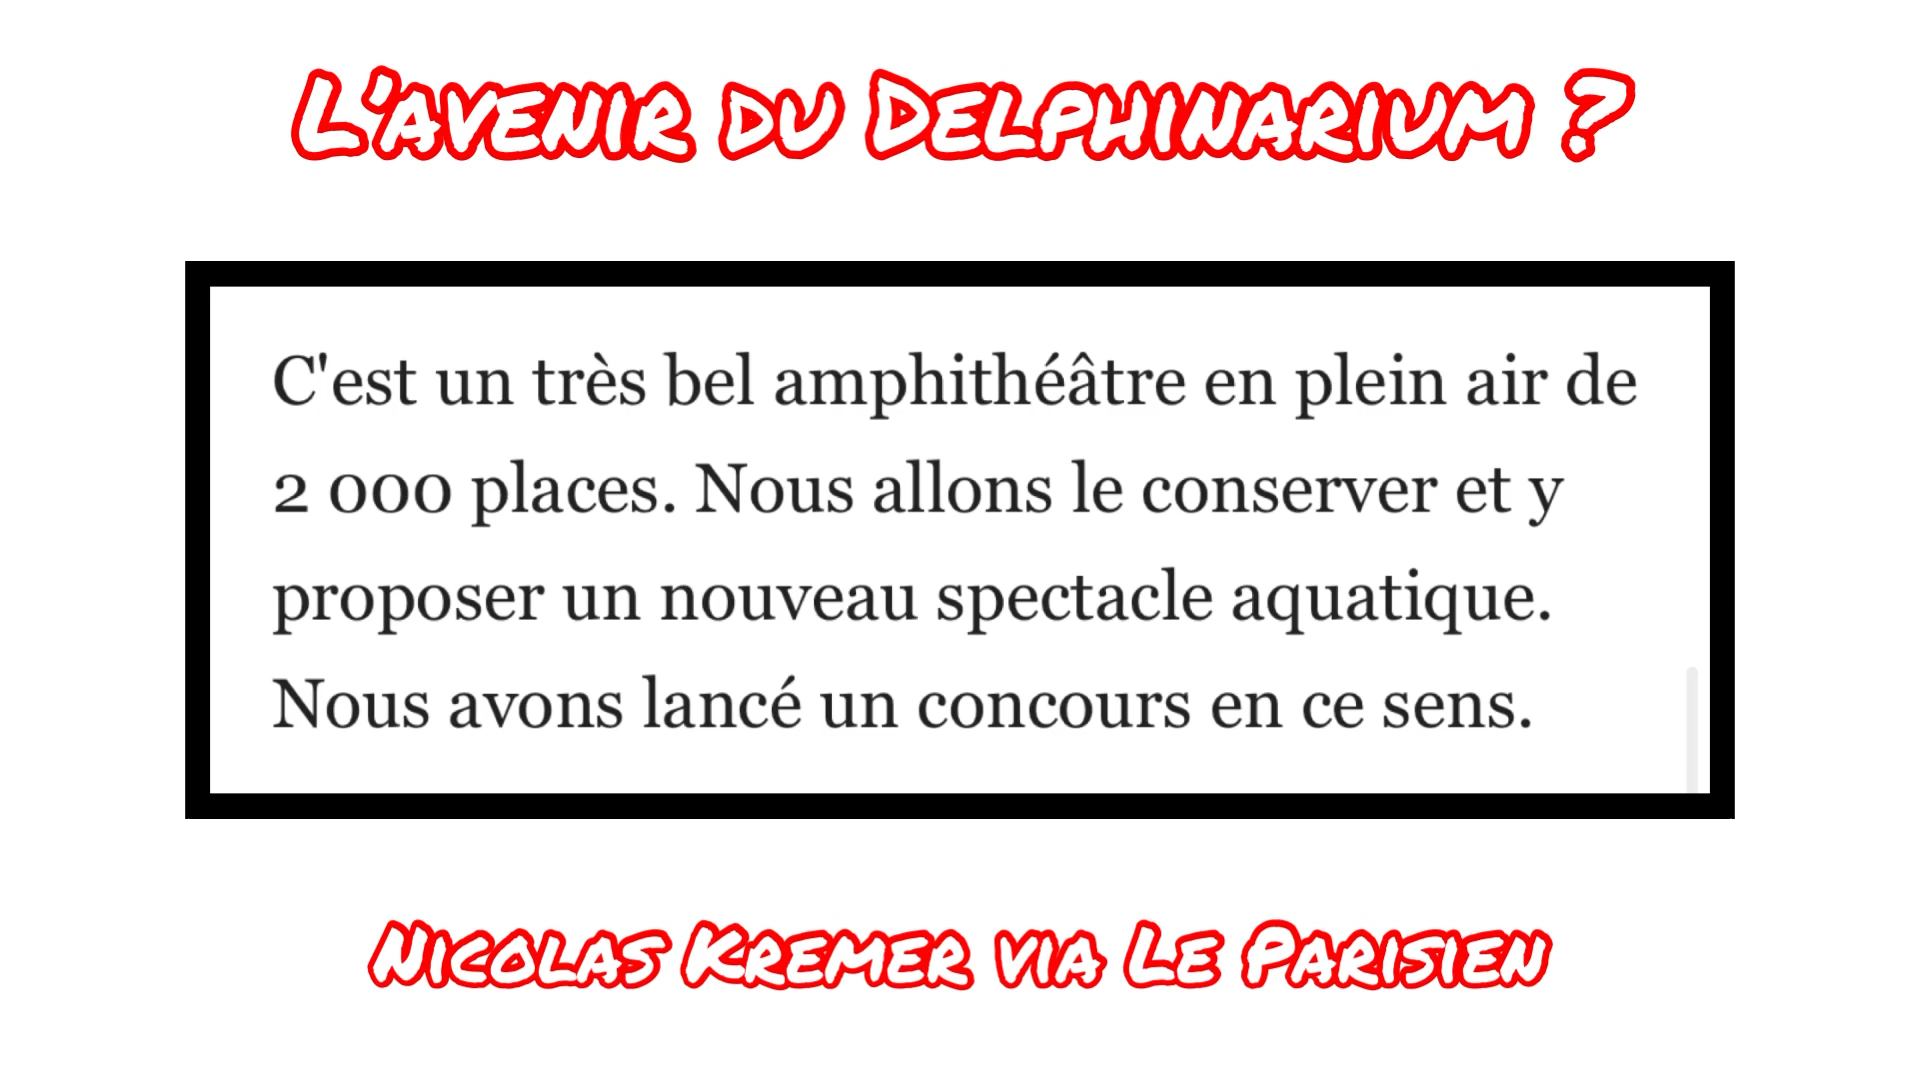 L'avenir du Delphinarium ?
C'est un très bel amphithéâtre en plein air de
2 000 places. Nous allons le conserver et y
proposer un nouveau spectacle aquatique.
Nous avons lancé un concours en ce sens.
Nicolas Kremer via Le Parisien